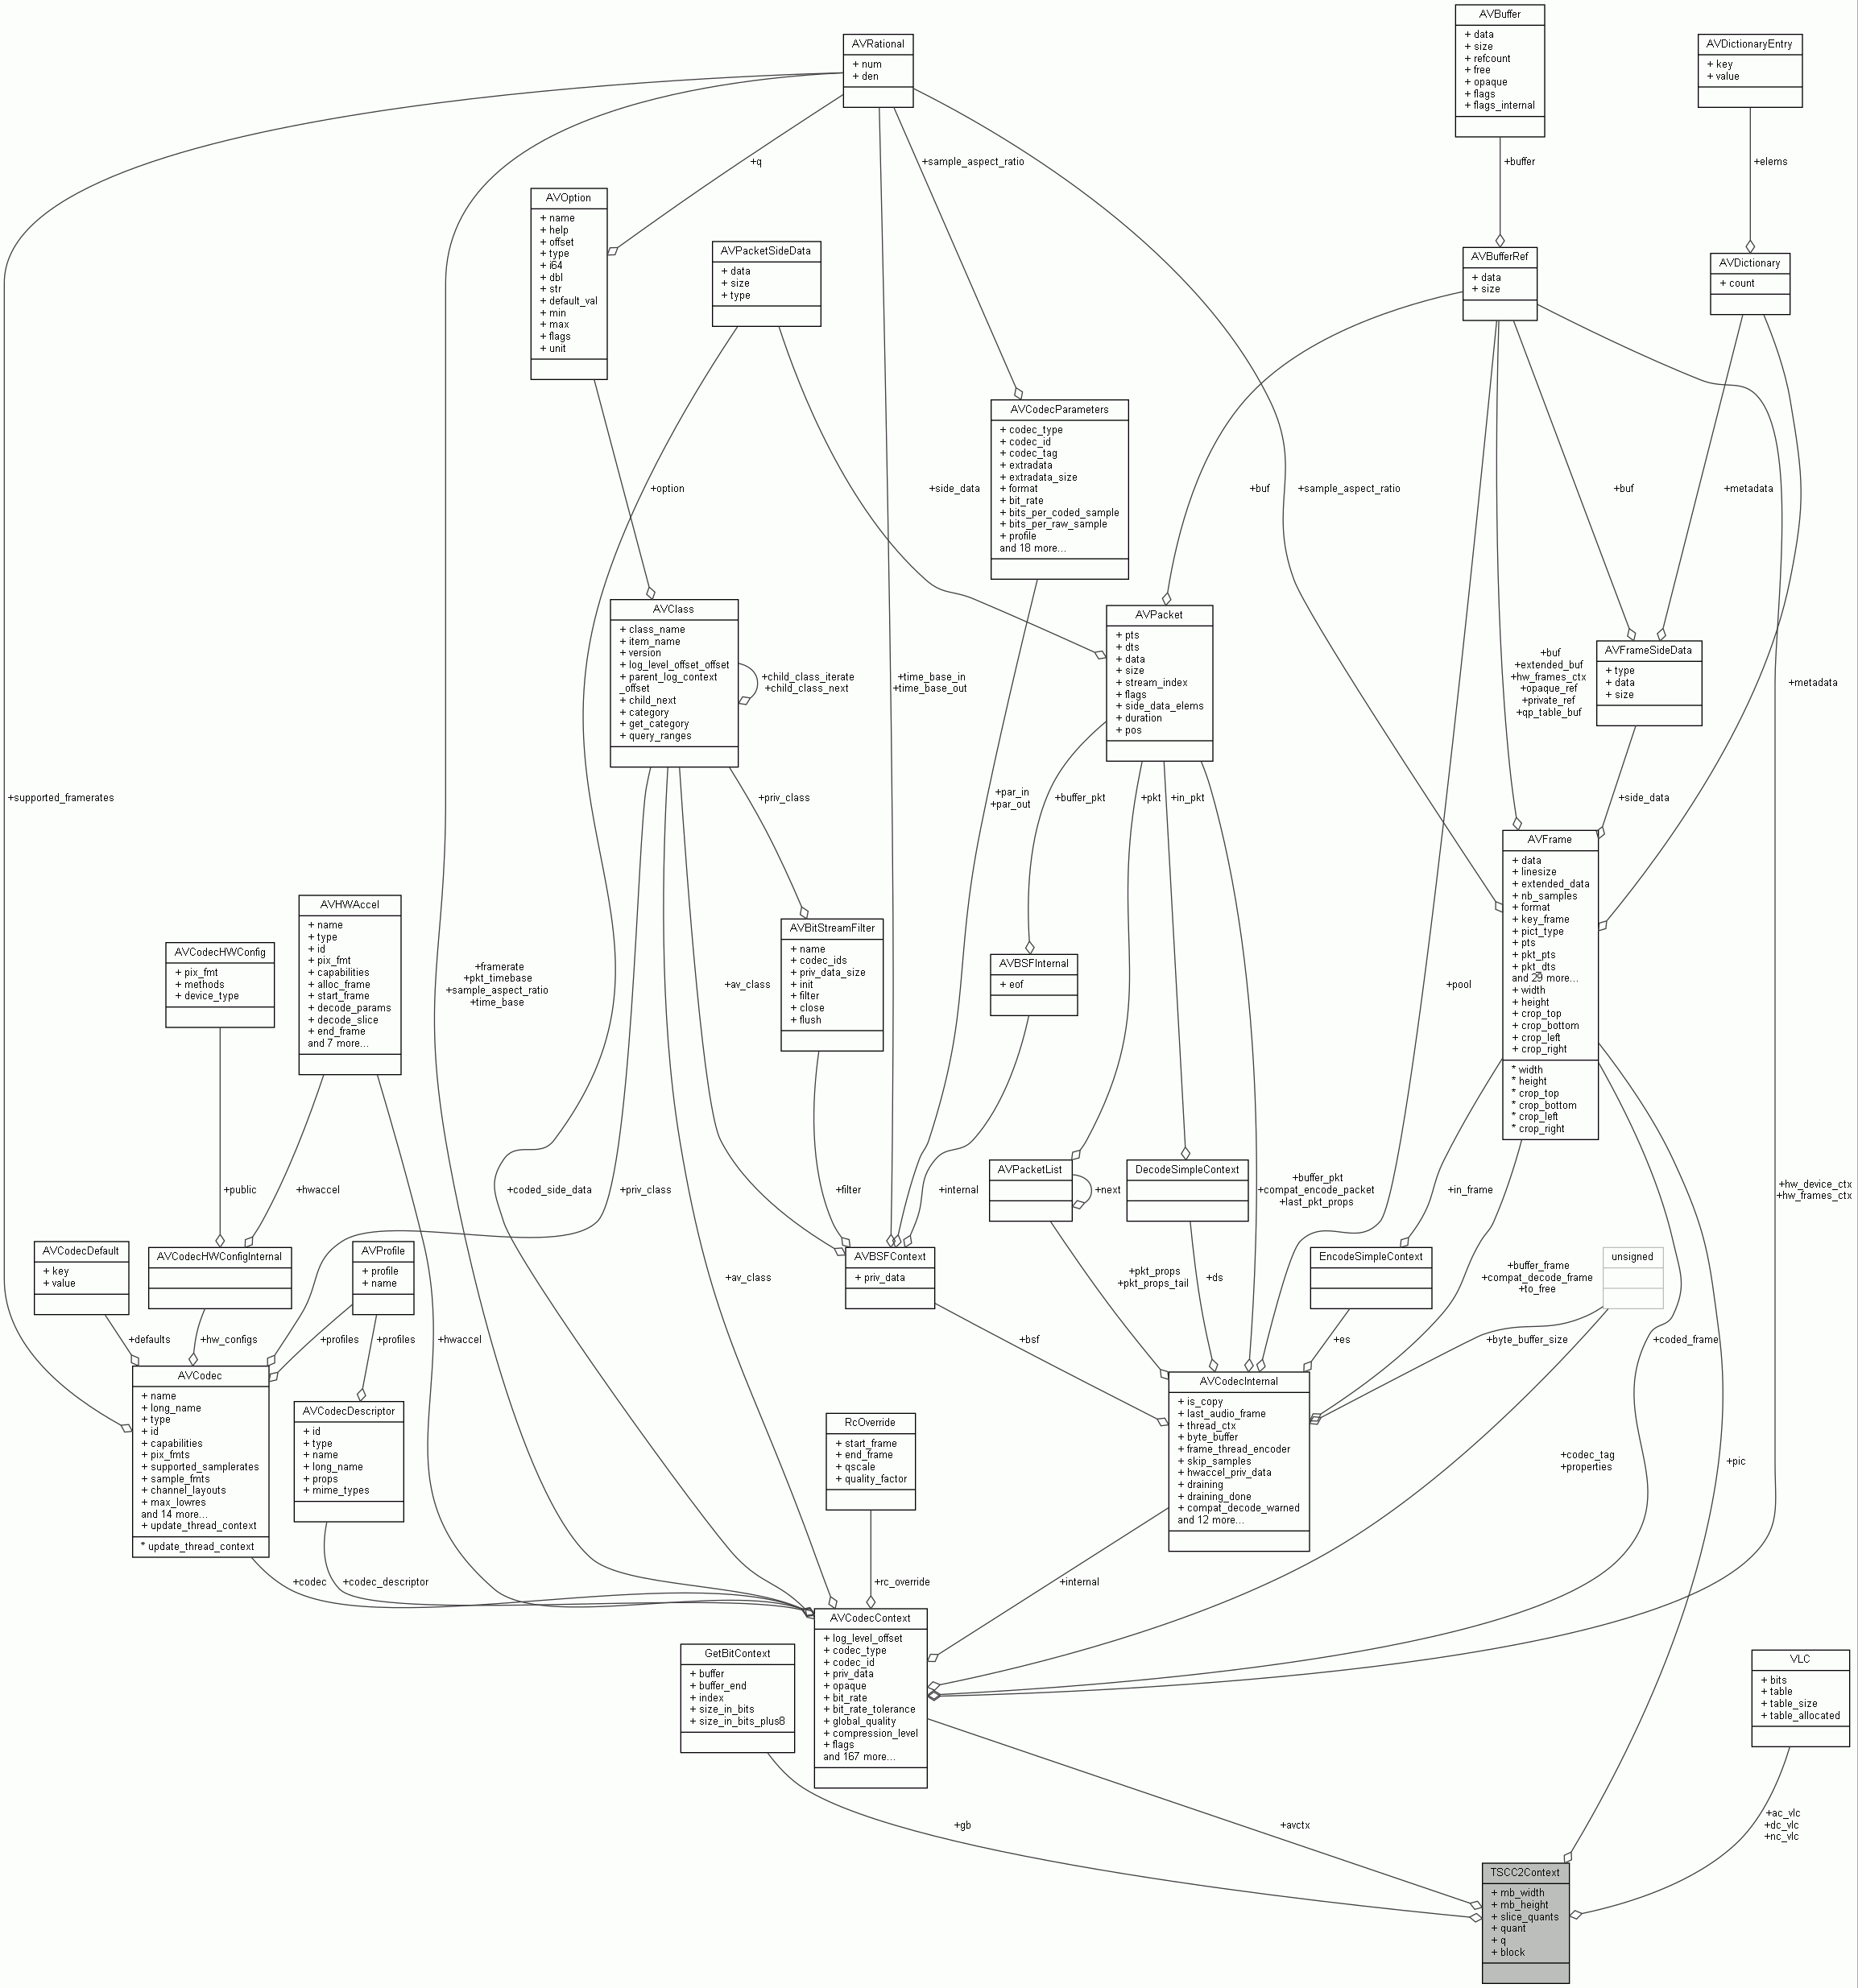 AVBuffer
+ data
+ size
+ refcount
+ free
+ opaque
+ flags
+ flags_internal
AVRational
+ num
+ den
AVDictionaryEntry
+ key
+ value
+q
+sample_aspect_ratio
+buffer
+elems
AVOption
+ name
+ help
+ offset
+ type
+ i64
+ dbl
+ str
+ default_val
+ min
+ max
+ flags
+ unit
AVPacketSideData
+ data
+ size
+ type
AVBufferRef
+ data
+ size
AVDictionary
+ count
AVCodecParameters
+ codec_type
+ codec_id
+ codec_tag
+ extradata
+ extradata_size
+ format
+ bit_rate
+ bits_per_coded_sample
+ bits_per_raw_sample
+ profile
and 18 more...
+option
+side_data
+buf
+sample_aspect_ratio
+buf
+metadata
AVClass
+ class_name
+ item_name
+ version
+ log_level_offset_offset
+ parent_log_context
_offset
+ child_next
+ category
+ get_category
+ query_ranges
+child_class_iterate
+child_class_next
+time_base_in
+time_base_out
AVPacket
+ pts
+ dts
+ data
+ size
+ stream_index
+ flags
+ side_data_elems
+ duration
+ pos
+buf
+extended_buf
+hw_frames_ctx
+opaque_ref
+private_ref
+qp_table_buf
AVFrameSideData
+ type
+ data
+ size
+metadata
+supported_framerates
+priv_class
+par_in
+par_out
+buffer_pkt
+pkt
+in_pkt
+side_data
AVFrame
+ data
+ linesize
+ extended_data
+ nb_samples
+ format
+ key_frame
+ pict_type
+ pts
+ pkt_pts
+ pkt_dts
and 29 more...
+ width
+ height
+ crop_top
+ crop_bottom
+ crop_left
+ crop_right
* width
* height
* crop_top
* crop_bottom
* crop_left
* crop_right
AVHWAccel
+ name
+ type
+ id
+ pix_fmt
+ capabilities
+ alloc_frame
+ start_frame
+ decode_params
+ decode_slice
+ end_frame
and 7 more...
AVCodecHWConfig
+ pix_fmt
+ methods
+ device_type
+framerate
+pkt_timebase
+sample_aspect_ratio
+time_base
+av_class
AVBitStreamFilter
+ name
+ codec_ids
+ priv_data_size
+ init
+ filter
+ close
+ flush
AVBSFInternal
+ eof
+pool
+public
+hwaccel
+coded_side_data
+priv_class
+filter
+internal
AVPacketList
+next
DecodeSimpleContext
+buffer_pkt
+compat_encode_packet
+last_pkt_props
+in_frame
+hw_device_ctx
+hw_frames_ctx
AVCodecDefault
+ key
+ value
AVCodecHWConfigInternal
AVProfile
+ profile
+ name
+av_class
AVBSFContext
+ priv_data
+pkt_props
+pkt_props_tail
+ds
EncodeSimpleContext
+buffer_frame
+compat_decode_frame
+to_free
unsigned
+defaults
+hw_configs
+profiles
+profiles
+hwaccel
+bsf
+es
+byte_buffer_size
+coded_frame
AVCodec
+ name
+ long_name
+ type
+ id
+ capabilities
+ pix_fmts
+ supported_samplerates
+ sample_fmts
+ channel_layouts
+ max_lowres
and 14 more...
+ update_thread_context
* update_thread_context
AVCodecDescriptor
+ id
+ type
+ name
+ long_name
+ props
+ mime_types
RcOverride
+ start_frame
+ end_frame
+ qscale
+ quality_factor
AVCodecInternal
+ is_copy
+ last_audio_frame
+ thread_ctx
+ byte_buffer
+ frame_thread_encoder
+ skip_samples
+ hwaccel_priv_data
+ draining
+ draining_done
+ compat_decode_warned
and 12 more...
+codec_tag
+properties
+pic
+codec
+codec_descriptor
+rc_override
+internal
GetBitContext
+ buffer
+ buffer_end
+ index
+ size_in_bits
+ size_in_bits_plus8
AVCodecContext
+ log_level_offset
+ codec_type
+ codec_id
+ priv_data
+ opaque
+ bit_rate
+ bit_rate_tolerance
+ global_quality
+ compression_level
+ flags
and 167 more...
VLC
+ bits
+ table
+ table_size
+ table_allocated
+gb
+avctx
+ac_vlc
+dc_vlc
+nc_vlc
TSCC2Context
+ mb_width
+ mb_height
+ slice_quants
+ quant
+ q
+ block